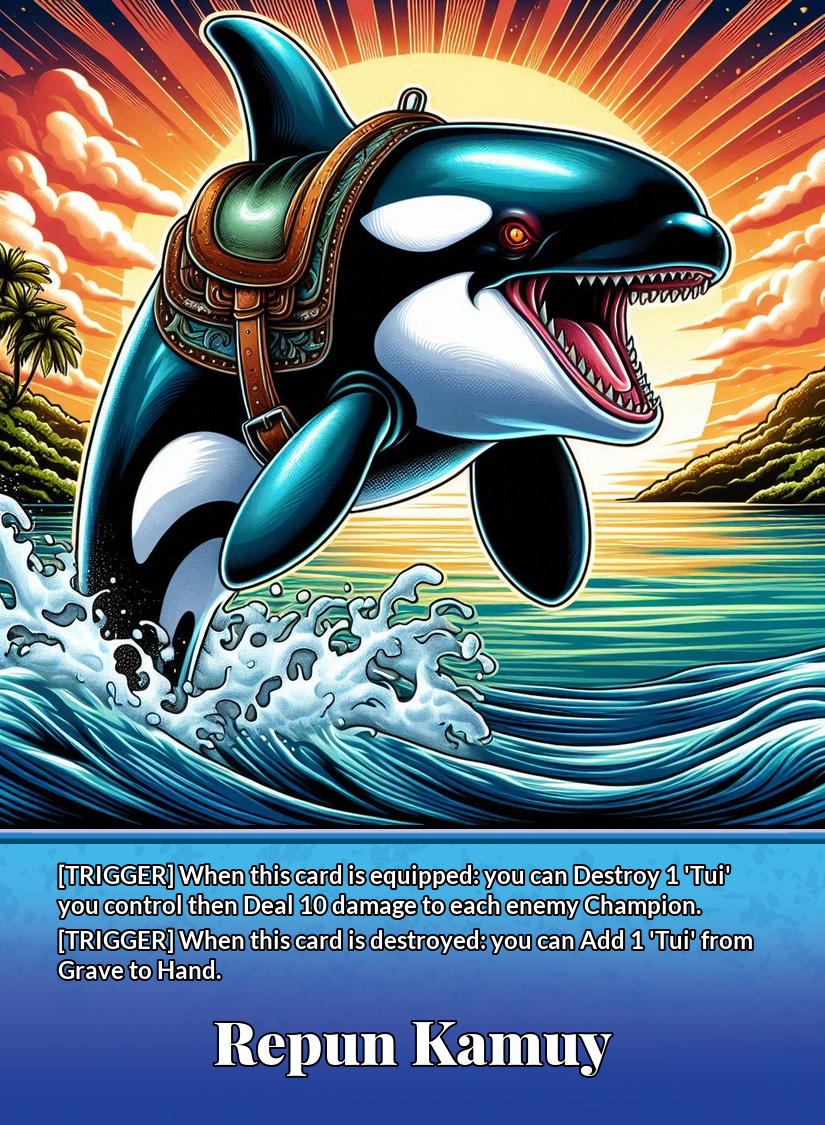 [TRIGGER] When this card is equipped: you can Destroy 1 'Tui'
you control then Deal 10 damage to each enemy Champion.
[TRIGGER] When this card is destroyed: you can Add 1 'Tui' from
Grave to Hand.
Repun Kamuy